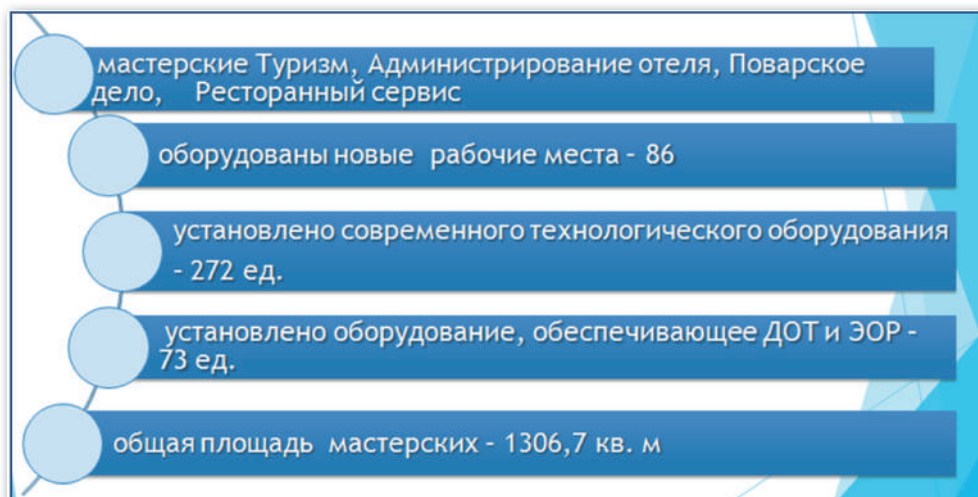 мастерские Туризм, Администрирование отеля, Поварское
дело, Ресторанный сервис
оборудованы новые рабочие места - 86
установлено современного технологического оборудования
- 272 ед.
установлено оборудование, обеспечивающее ДОТ и ЭОР -
73 ед.
общая площадь мастерских - 1306,7 кв. м